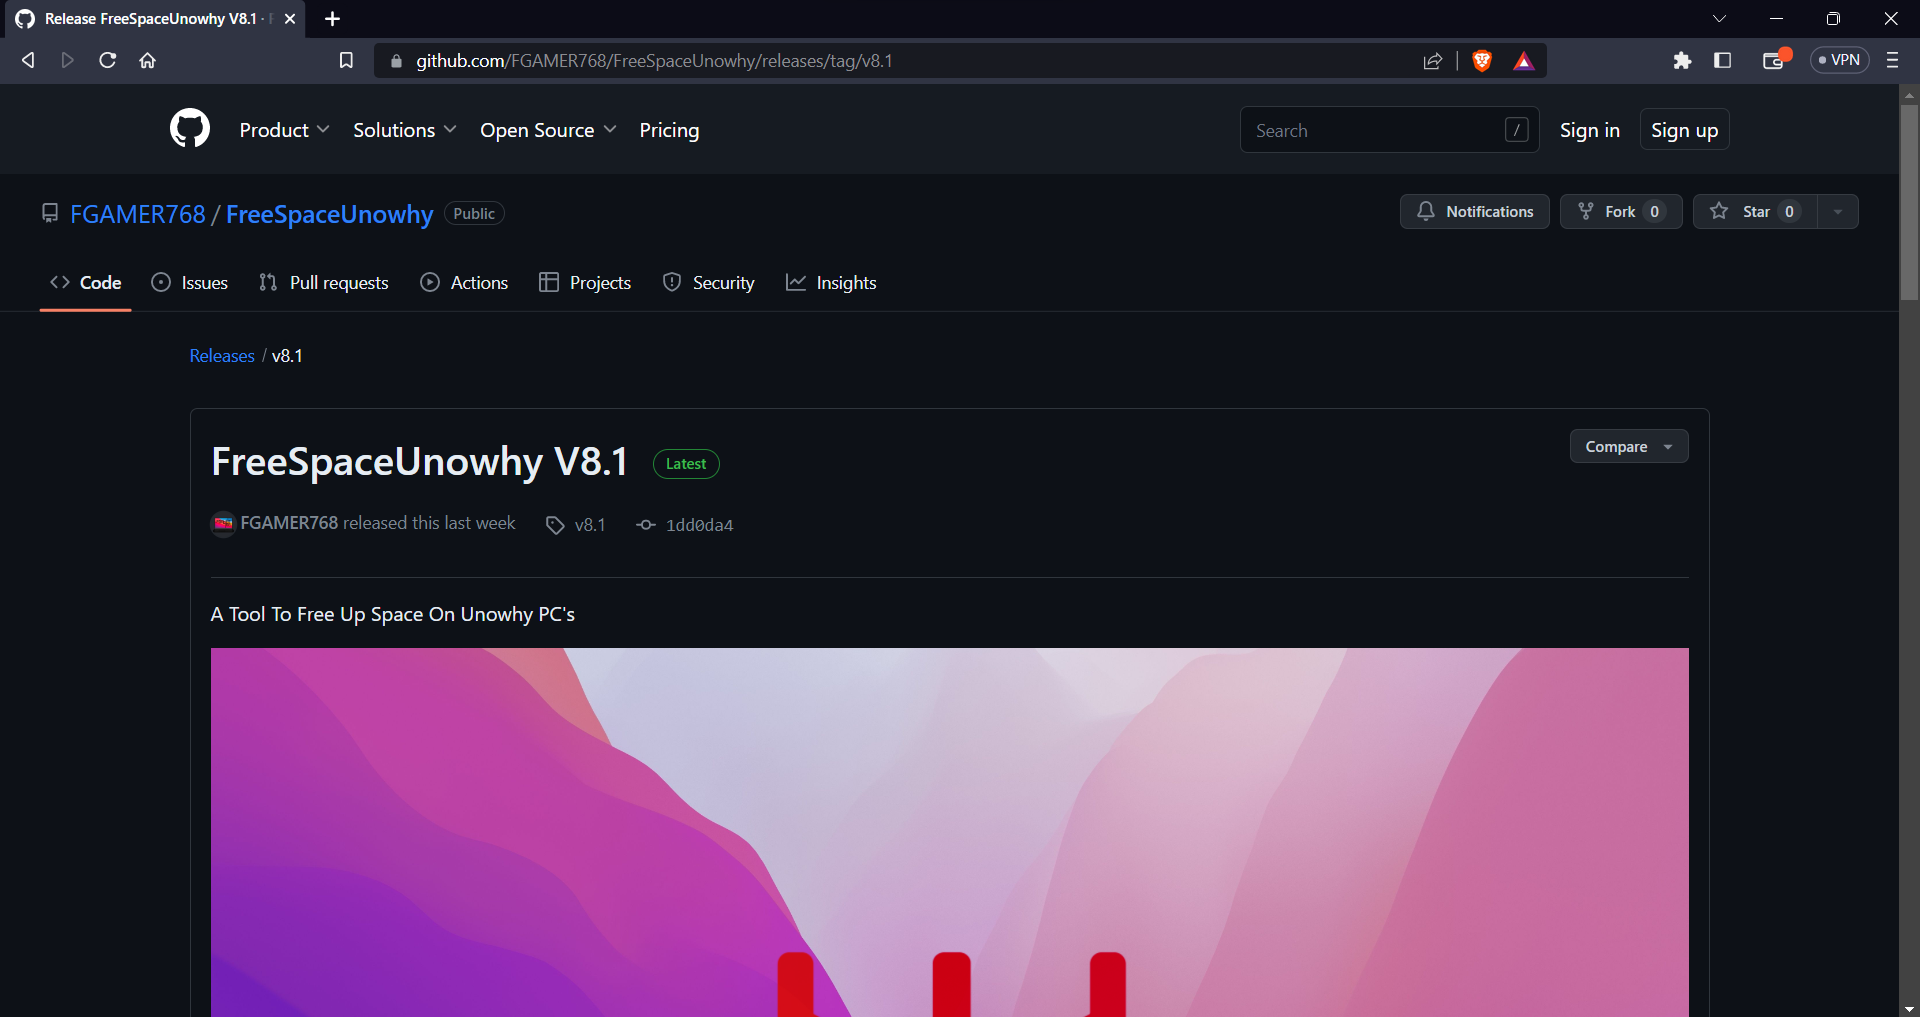 Release FreeSpaceUnowhy V8.1 ·
github.com/FGAMER768/FreeSpaceUnowhy/releases/tag/v8.1
VPN
Product Solutions Open Source Pricing Search / Sign in Sign up
FGAMER768 / FreeSpaceUnowhy Public Notifications Fork 0 Star 0
Code Issues Pull requests Actions Projects Security Insights
Releases / v8.1
FreeSpaceUnowhy V8.1 Latest Compare
FGAMER768 released this last week v8.1 1dd0da4
A Tool To Free Up Space On Unowhy PC's